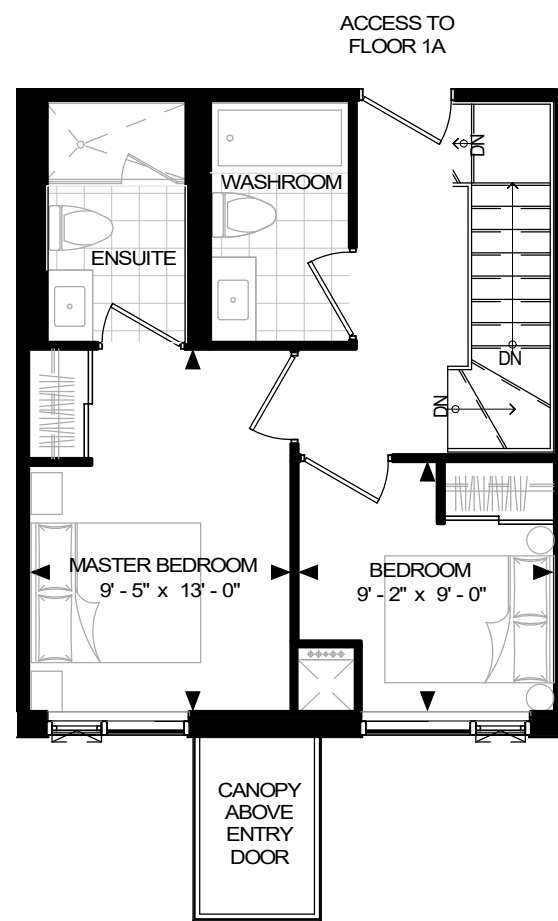 ACCESS TO
FLOOR 1A
DN
WASHROOM
ENSUITE
DN
DN
MASTER BEDROOM
9' - 5" x 13' - 0"
BEDROOM
9' - 2" x 9' - 0"
CANOPY
ABOVE
ENTRY
DOOR